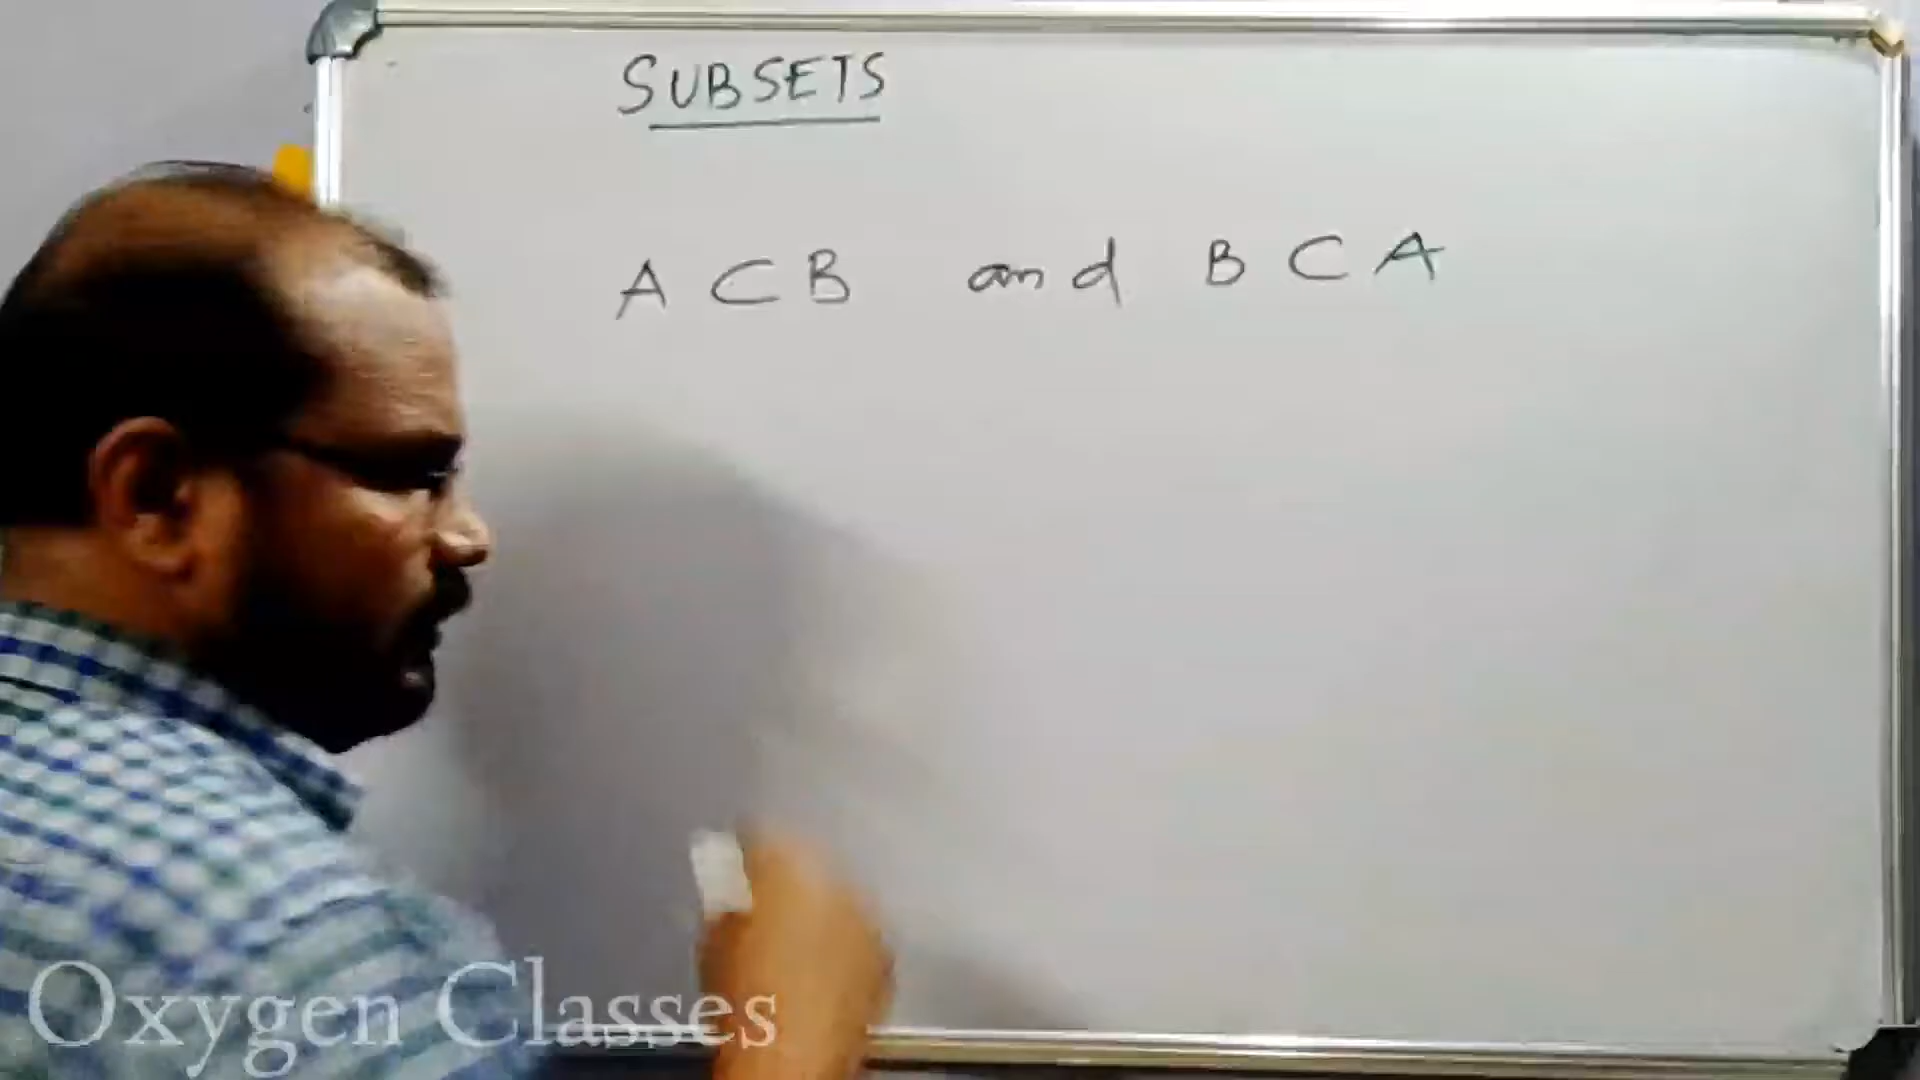 SUBSETS
A ⊂ B and B ⊂ A
Oxygen Classes